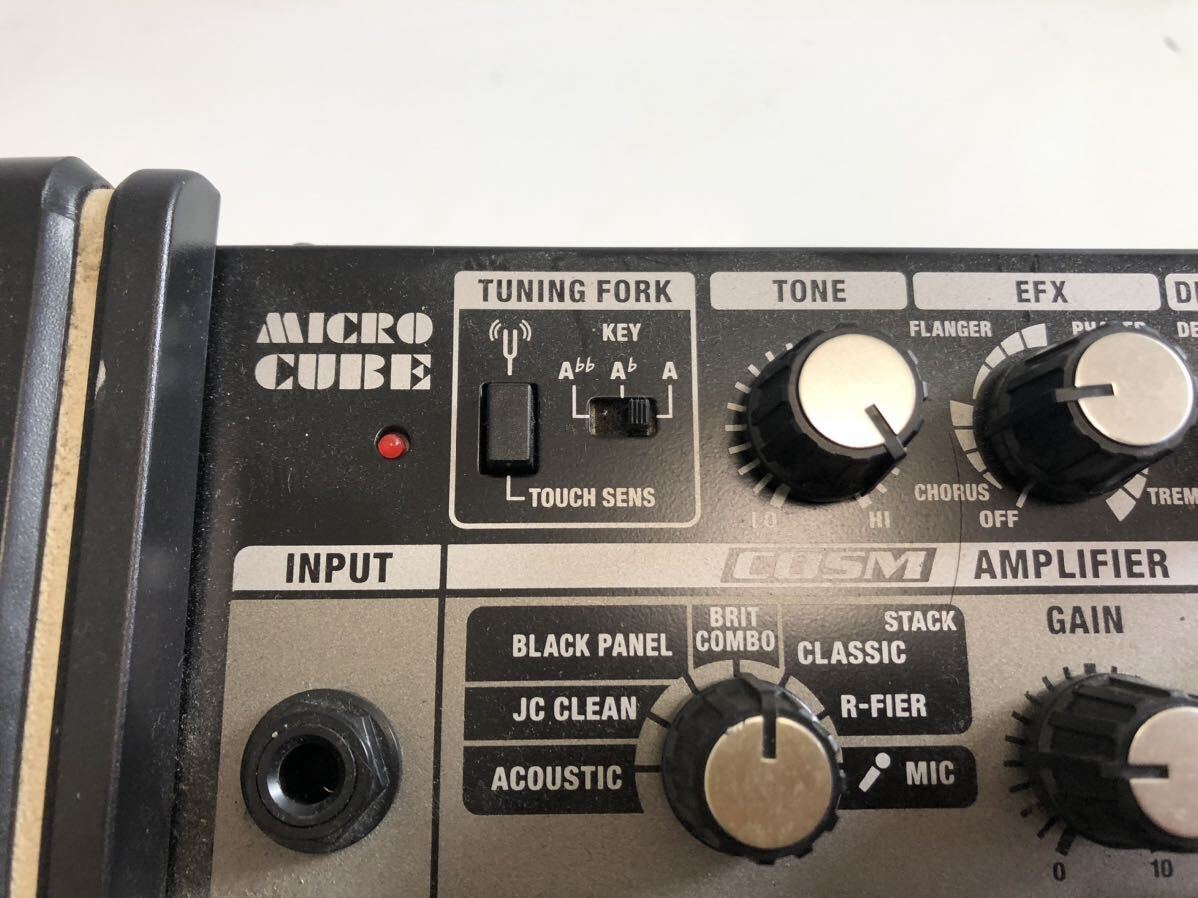 MICRO
CUBE
TUNING FORK
KEY
A♭♭ A♭ A
TOUCH SENS
TONE
LO HI
EFX
FLANGER
CHORUS
OFF
INPUT
COSM AMPLIFIER
BLACK PANEL
JC CLEAN
ACOUSTIC
BRIT
COMBO
STACK
CLASSIC
R-FIER
MIC
GAIN
0 10